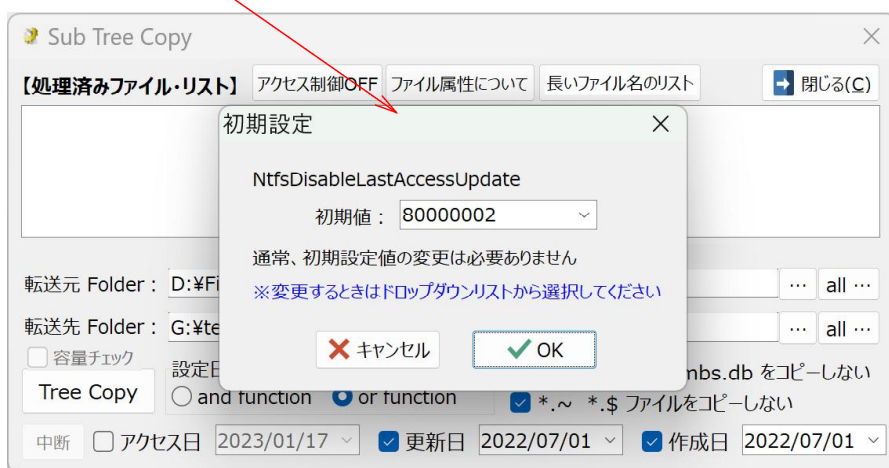 Sub Tree Copy
【処理済みファイル・リスト】 アクセス制御OFF ファイル属性について 長いファイル名のリスト 閉じる(C)
初期設定
NtfsDisableLastAccessUpdate
初期値： 80000002
通常、初期設定値の変更は必要ありません
※変更するときはドロップダウンリストから選択してください
キャンセル OK
転送元 Folder： D:¥Fi ... all ...
転送先 Folder： G:¥te ... all ...
容量チェック 設定日 mbs.db をコピーしない
Tree Copy and function or function *.~ *.$ ファイルをコピーしない
中断 アクセス日 2023/01/17 更新日 2022/07/01 作成日 2022/07/01